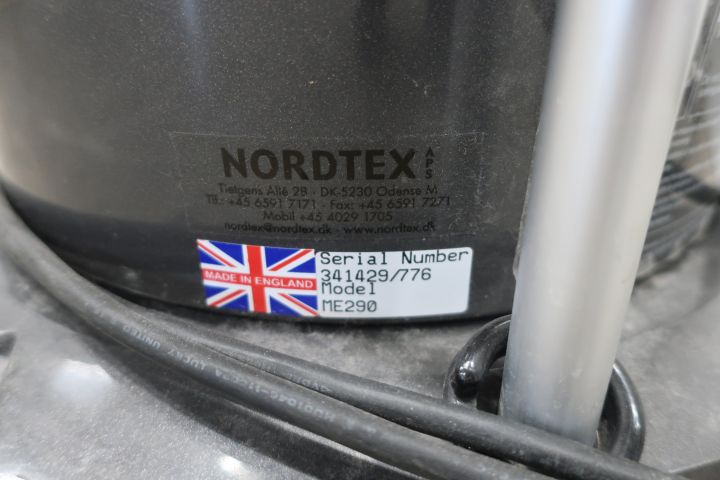 NORDTEX APS
Tietgens Allé 2B - DK-5230 Odense M
Tlf.: +45 6591 7171 - Fax: +45 6591 7271
Mobil +45 4029 1705
nordtex@nordtex.dk - www.nordtex.dk
MADE IN ENGLAND
Serial Number
341429/776
Model
ME290